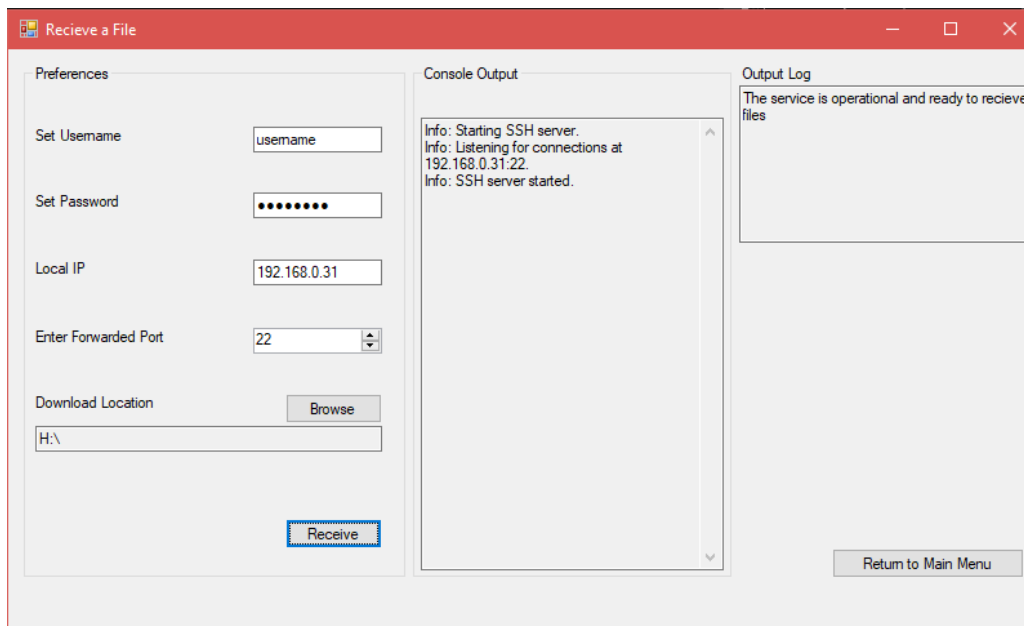 Recieve a File
Preferences
Set Username
username
Set Password
Local IP
192.168.0.31
Enter Forwarded Port
22
Download Location
Browse
H:\
Receive
Console Output
Info: Starting SSH server.
Info: Listening for connections at
192.168.0.31:22.
Info: SSH server started.
Output Log
The service is operational and ready to recieve
files
Return to Main Menu